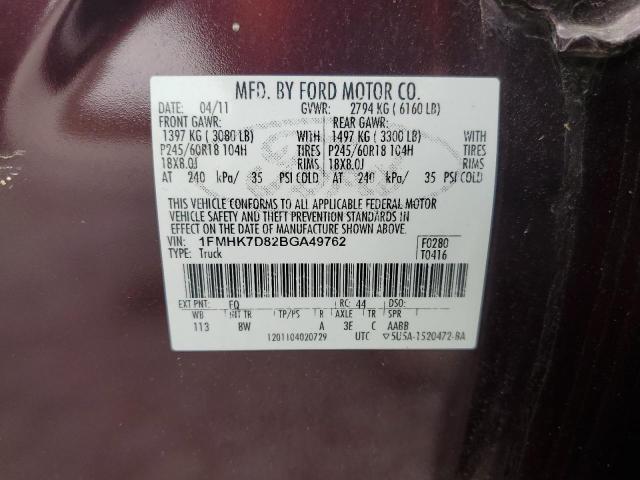 MFD. BY FORD MOTOR CO.
DATE: 04/11 GVWR: 2794 KG ( 6160 LB)
FRONT GAWR: REAR GAWR:
1397 KG ( 3080 LB) WITH 1497 KG ( 3300 LB) WITH
P245/60R18 104H TIRES P245/60R18 104H TIRES
18X8.0J RIMS 18X8.0J RIMS
AT 240 kPa/ 35 PSI COLD AT 240 kPa/ 35 PSI COLD
THIS VEHICLE CONFORMS TO ALL APPLICABLE FEDERAL MOTOR
VEHICLE SAFETY AND THEFT PREVENTION STANDARDS IN
EFFECT ON THE DATE OF MANUFACTURE SHOWN ABOVE.
VIN: 1FMHK7D82BGA49762 F0280
TYPE: Truck T0416
EXT PNT: FQ RC: 44 DSO:
WB INT TR TP/PS R AXLE TR SPR
113 8W A 3E C AABB
1201104020729 UTC ▽5U5A-1520472-BA